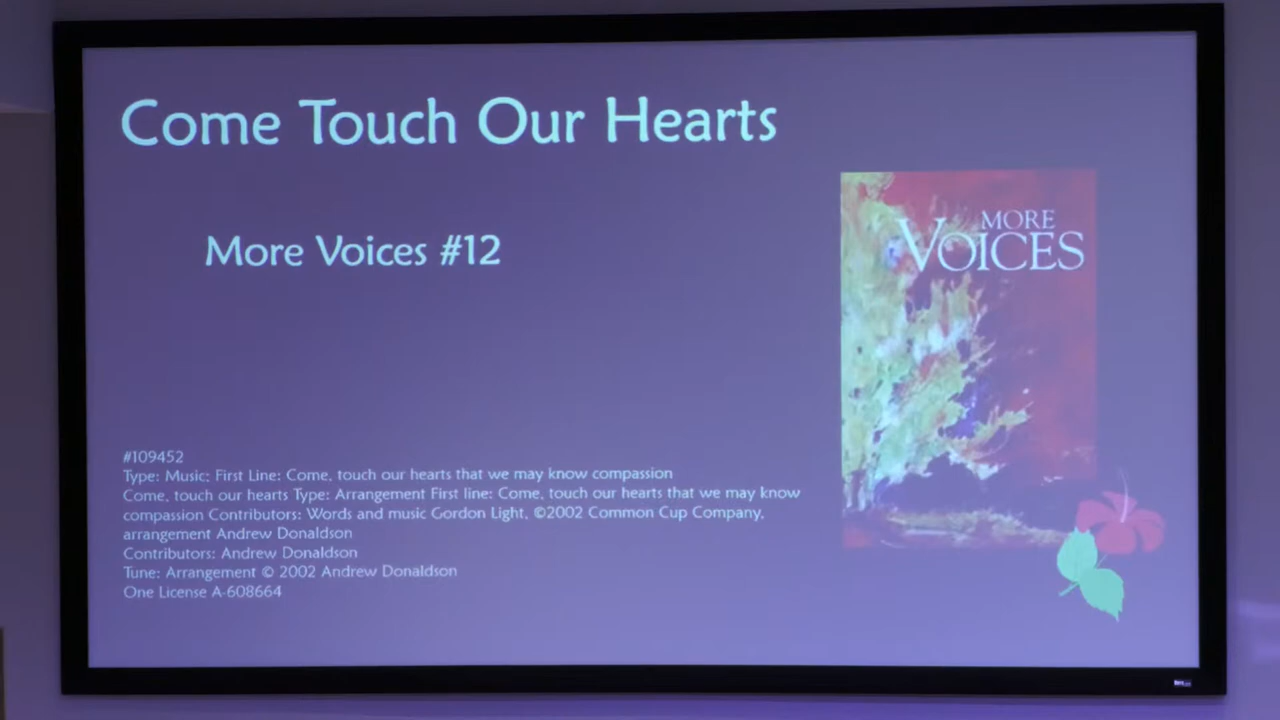 Come Touch Our Hearts
More Voices #12
MORE
VOICES
#109452
Type: Music; First Line: Come, touch our hearts that we may know compassion
Come, touch our hearts Type: Arrangement First line: Come, touch our hearts that we may know
compassion Contributors: Words and music Gordon Light, ©2002 Common Cup Company,
arrangement Andrew Donaldson
Contributors: Andrew Donaldson
Tune: Arrangement © 2002 Andrew Donaldson
One License A-608664